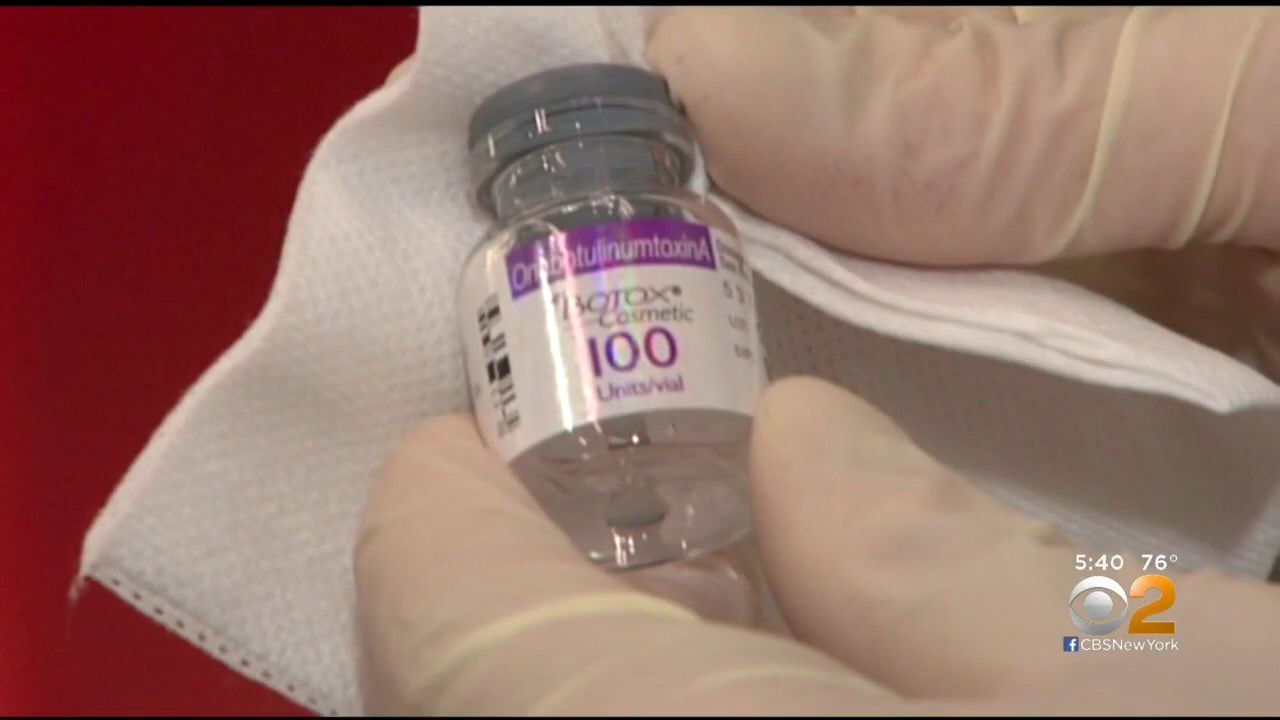 OnabotulinumtoxinA
BOTOX®
Cosmetic
100
Units/vial
5:40 76°
2
CBSNewYork